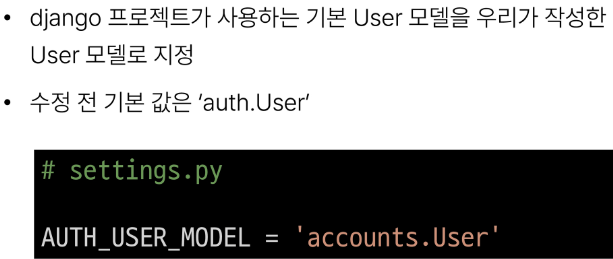 • django 프로젝트가 사용하는 기본 User 모델을 우리가 작성한
User 모델로 지정
• 수정 전 기본 값은 ‘auth.User‘
# settings.py
AUTH_USER_MODEL = 'accounts.User'